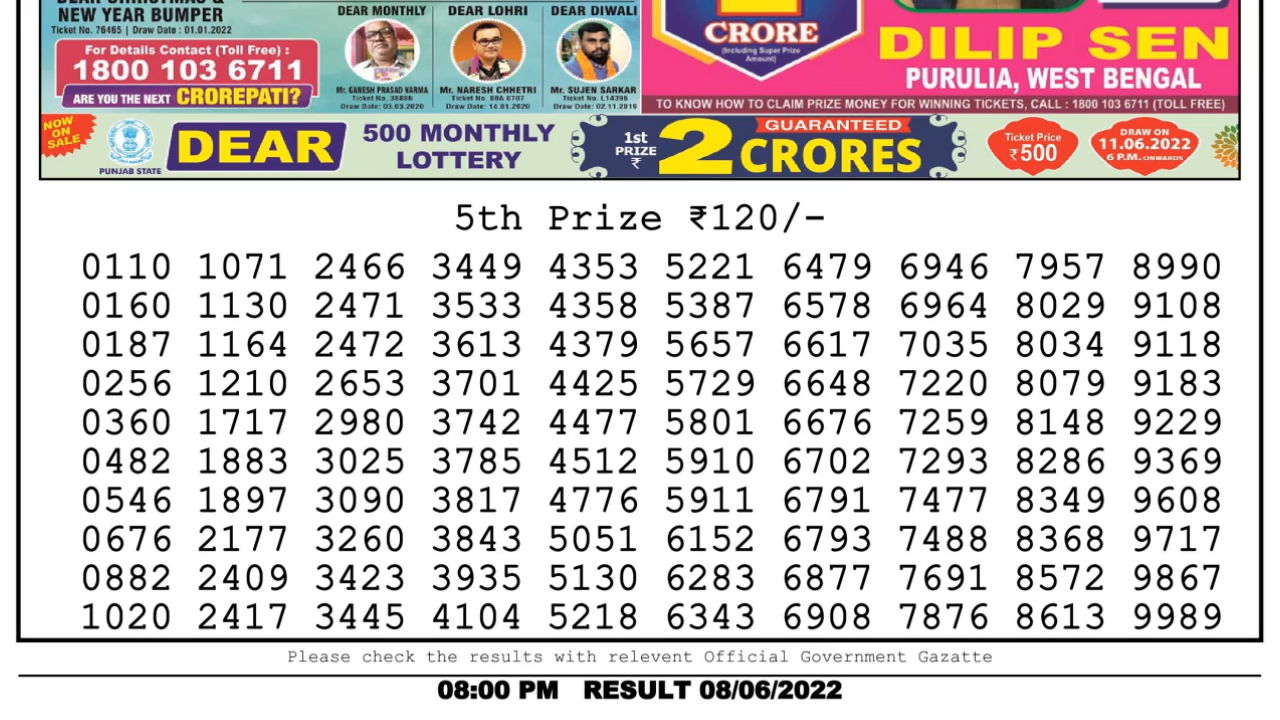 DEAR CHRISTMAS &
NEW YEAR BUMPER
Ticket No. 76465 | Draw Date : 01.01.2022
For Details Contact (Toll Free) :
1800 103 6711
ARE YOU THE NEXT CROREPATI?
DEAR MONTHLY
Mr. GANESH PRASAD VARMA
Ticket No. 38886
Draw Date: 03.03.2020
DEAR LOHRI
Mr. NARESH CHHETRI
Ticket No. 80A 8707
Draw Date: 14.01.2020
DEAR DIWALI
Mr. SUJEN SARKAR
Ticket No. L14396
Draw Date: 02.11.2019
CRORE
(Including Super Prize
Amount)
DILIP SEN
PURULIA, WEST BENGAL
TO KNOW HOW TO CLAIM PRIZE MONEY FOR WINNING TICKETS, CALL : 1800 103 6711 (TOLL FREE)
NOW
ON
SALE
PUNJAB STATE
DEAR
500 MONTHLY
LOTTERY
1st
PRIZE
₹
2
GUARANTEED
CRORES
Ticket Price
₹500
DRAW ON
11.06.2022
6 P.M. ONWARDS
5th Prize ₹120/-
0110 1071 2466 3449 4353 5221 6479 6946 7957 8990
0160 1130 2471 3533 4358 5387 6578 6964 8029 9108
0187 1164 2472 3613 4379 5657 6617 7035 8034 9118
0256 1210 2653 3701 4425 5729 6648 7220 8079 9183
0360 1717 2980 3742 4477 5801 6676 7259 8148 9229
0482 1883 3025 3785 4512 5910 6702 7293 8286 9369
0546 1897 3090 3817 4776 5911 6791 7477 8349 9608
0676 2177 3260 3843 5051 6152 6793 7488 8368 9717
0882 2409 3423 3935 5130 6283 6877 7691 8572 9867
1020 2417 3445 4104 5218 6343 6908 7876 8613 9989
Please check the results with relevent Official Government Gazatte
08:00 PM RESULT 08/06/2022